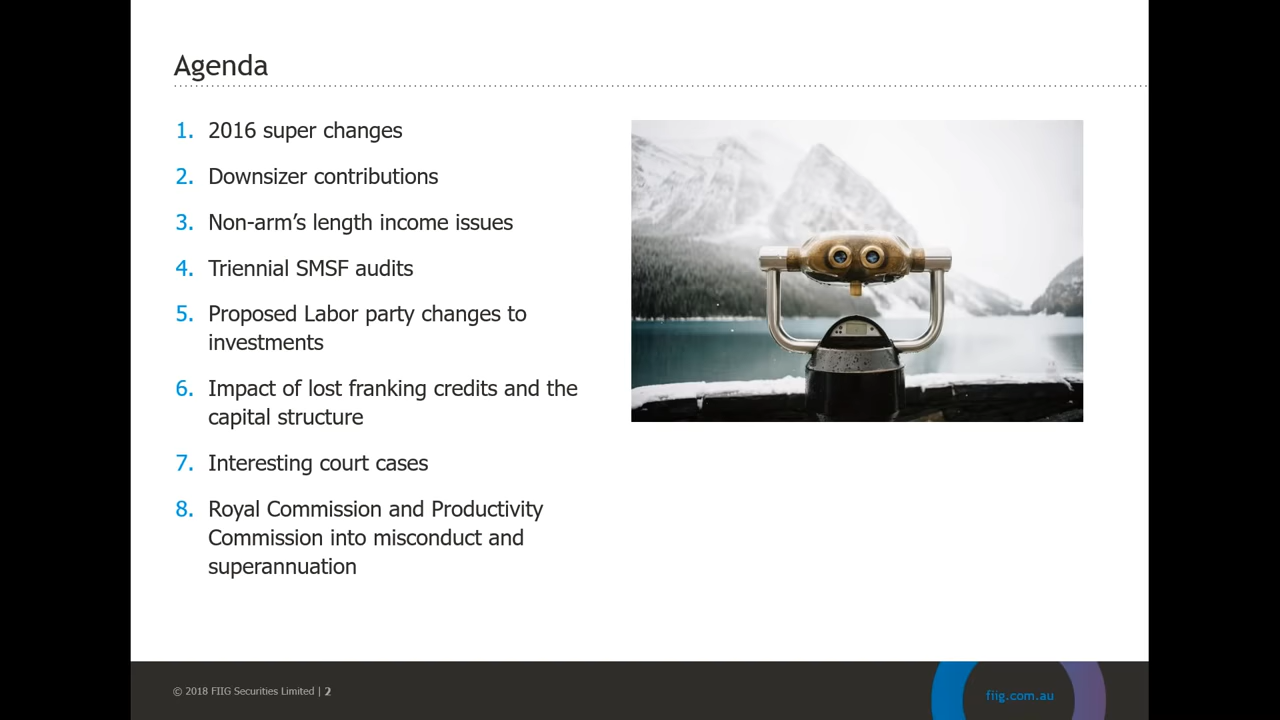 Agenda
1. 2016 super changes
2. Downsizer contributions
3. Non-arm’s length income issues
4. Triennial SMSF audits
5. Proposed Labor party changes to
investments
6. Impact of lost franking credits and the
capital structure
7. Interesting court cases
8. Royal Commission and Productivity
Commission into misconduct and
superannuation
© 2018 FIIG Securities Limited | 2
fiig.com.au